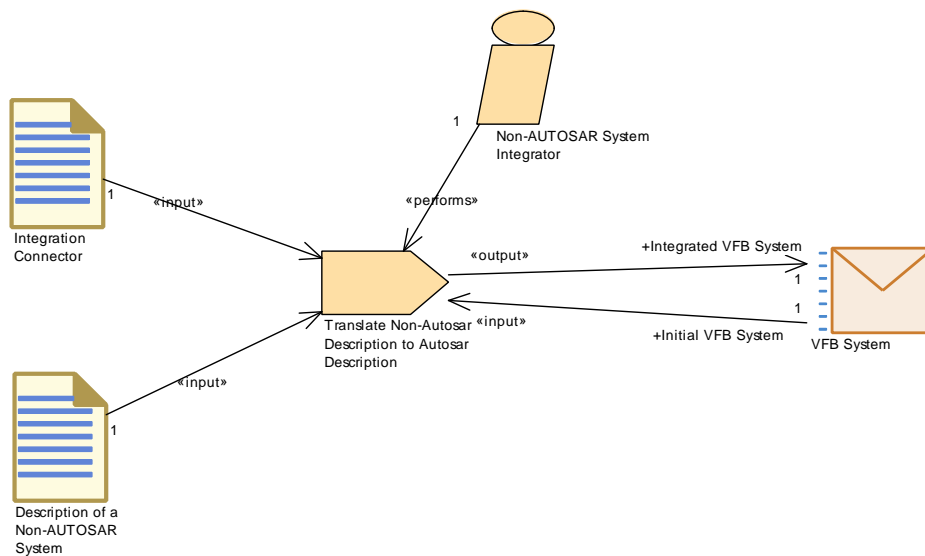 1
Non-AUTOSAR System
Integrator
1
«input»
«performs»
Integration
Connector
«output»
+Integrated VFB System
1
1
«input»
+Initial VFB System
VFB System
Translate Non-Autosar
Description to Autosar
Description
«input»
1
Description of a
Non-AUTOSAR
System